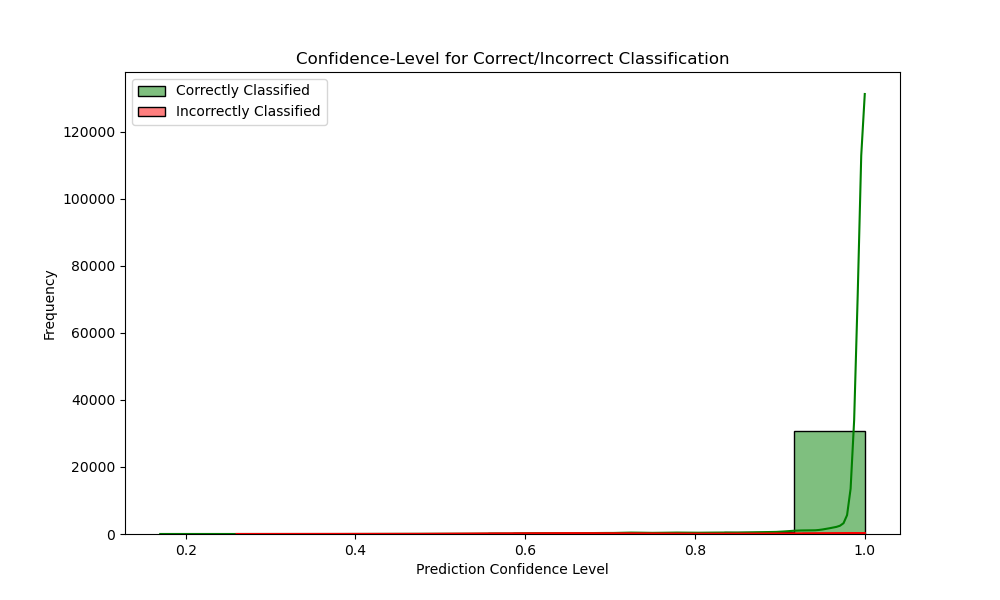 Confidence-Level for Correct/Incorrect Classification
Correctly Classified
Incorrectly Classified
120000
100000
80000
60000
40000
20000
0
Frequency
0.2
0.4
0.6
0.8
1.0
Prediction Confidence Level